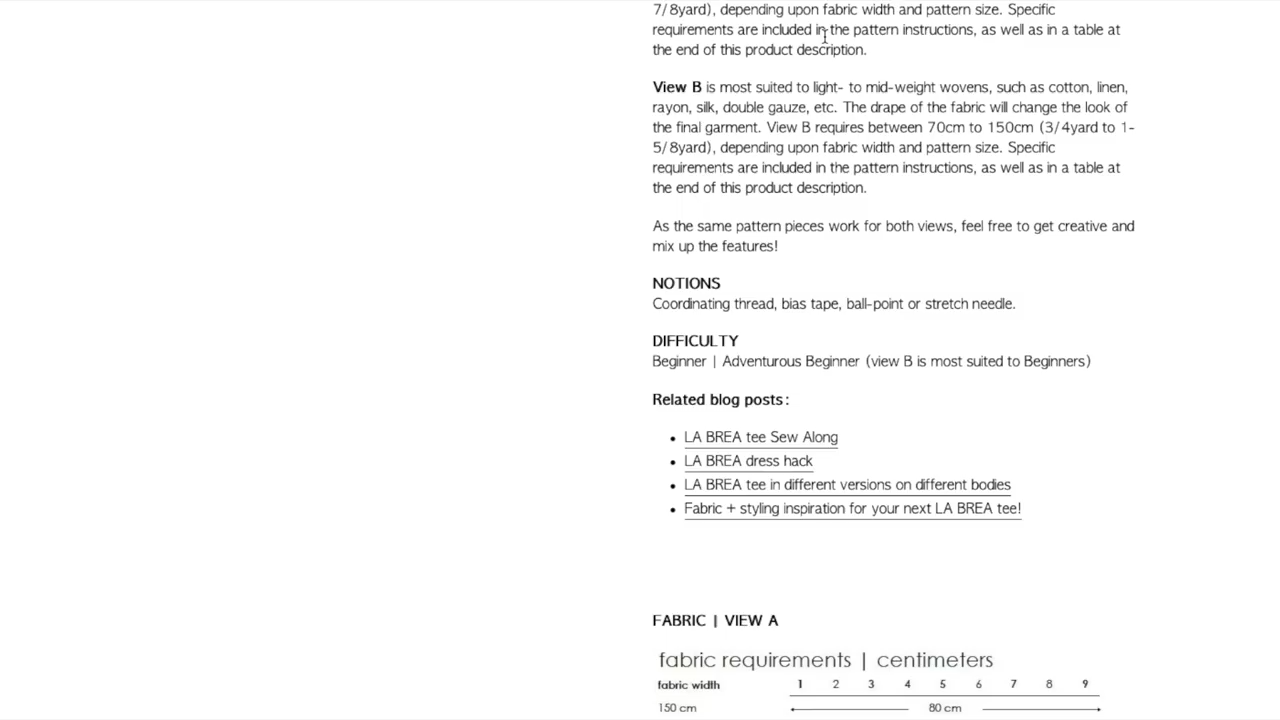 7/8yard), depending upon fabric width and pattern size. Specific
requirements are included in the pattern instructions, as well as in a table at
the end of this product description.
View B is most suited to light- to mid-weight wovens, such as cotton, linen,
rayon, silk, double gauze, etc. The drape of the fabric will change the look of
the final garment. View B requires between 70cm to 150cm (3/4yard to 1-
5/8yard), depending upon fabric width and pattern size. Specific
requirements are included in the pattern instructions, as well as in a table at
the end of this product description.
As the same pattern pieces work for both views, feel free to get creative and
mix up the features!
NOTIONS
Coordinating thread, bias tape, ball-point or stretch needle.
DIFFICULTY
Beginner | Adventurous Beginner (view B is most suited to Beginners)
Related blog posts:
• LA BREA tee Sew Along
• LA BREA dress hack
• LA BREA tee in different versions on different bodies
• Fabric + styling inspiration for your next LA BREA tee!
FABRIC | VIEW A
fabric requirements | centimeters
fabric width 1 2 3 4 5 6 7 8 9
150 cm 80 cm